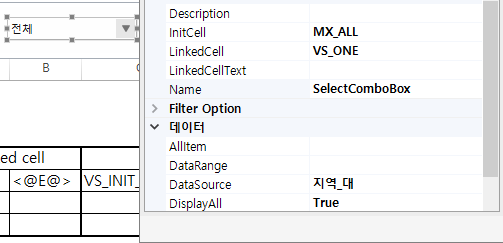 전체
B
ed cell
<@E@> VS_INIT_
Description
InitCell MX_ALL
LinkedCell VS_ONE
LinkedCellText
Name SelectComboBox
Filter Option
데이터
AllItem
DataRange
DataSource 지역_대
DisplayAll True